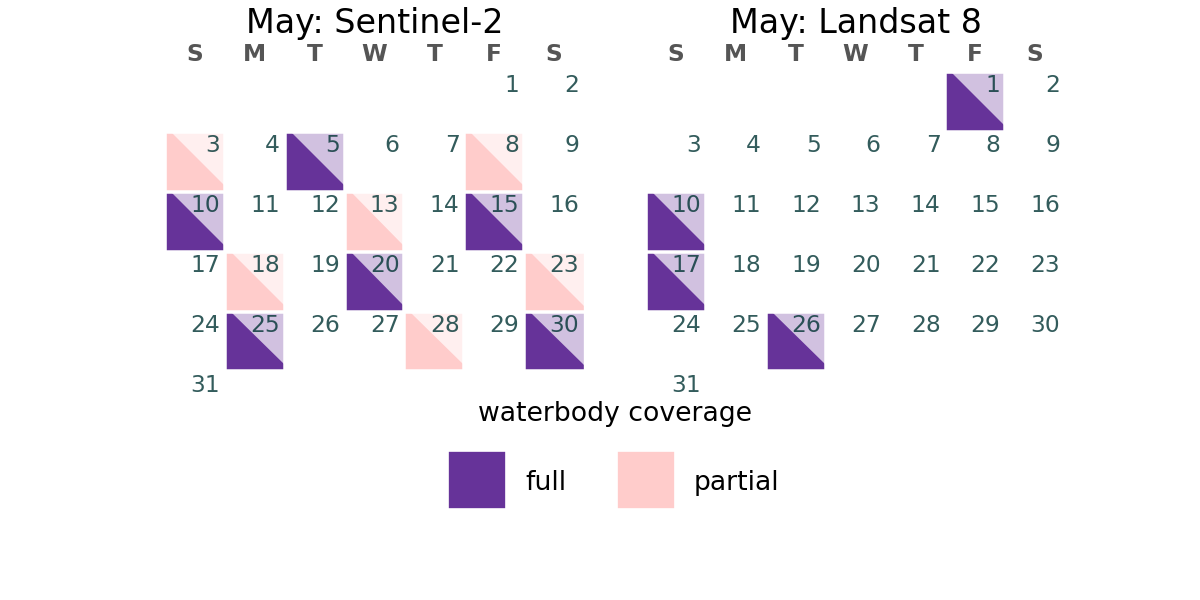 May: Sentinel-2
S M T W T F S
1 2
3 4 5 6 7 8 9
10 11 12 13 14 15 16
17 18 19 20 21 22 23
24 25 26 27 28 29 30
31
May: Landsat 8
S M T W T F S
1 2
3 4 5 6 7 8 9
10 11 12 13 14 15 16
17 18 19 20 21 22 23
24 25 26 27 28 29 30
31
waterbody coverage
full partial